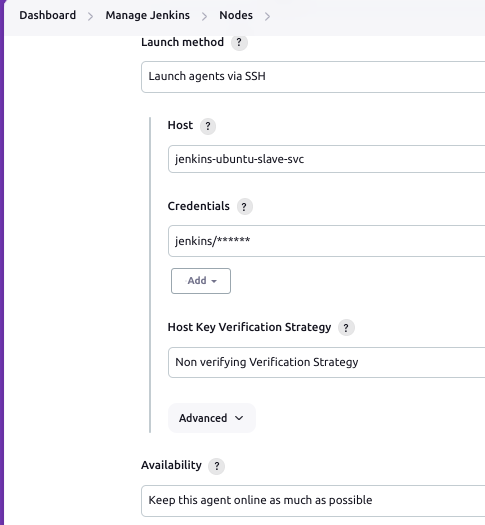 Dashboard > Manage Jenkins > Nodes >
Launch method ?
Launch agents via SSH
Host ?
jenkins-ubuntu-slave-svc
Credentials ?
jenkins/******
Add
Host Key Verification Strategy ?
Non verifying Verification Strategy
Advanced
Availability ?
Keep this agent online as much as possible